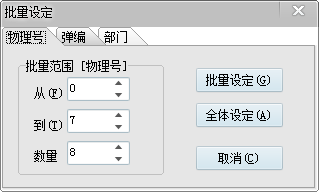 批量设定
物理号 弹编 部门
批量范围 [物理号]
从(F) 0
到(T) 7
数量 8
批量设定(G)
全体设定(A)
取消(C)